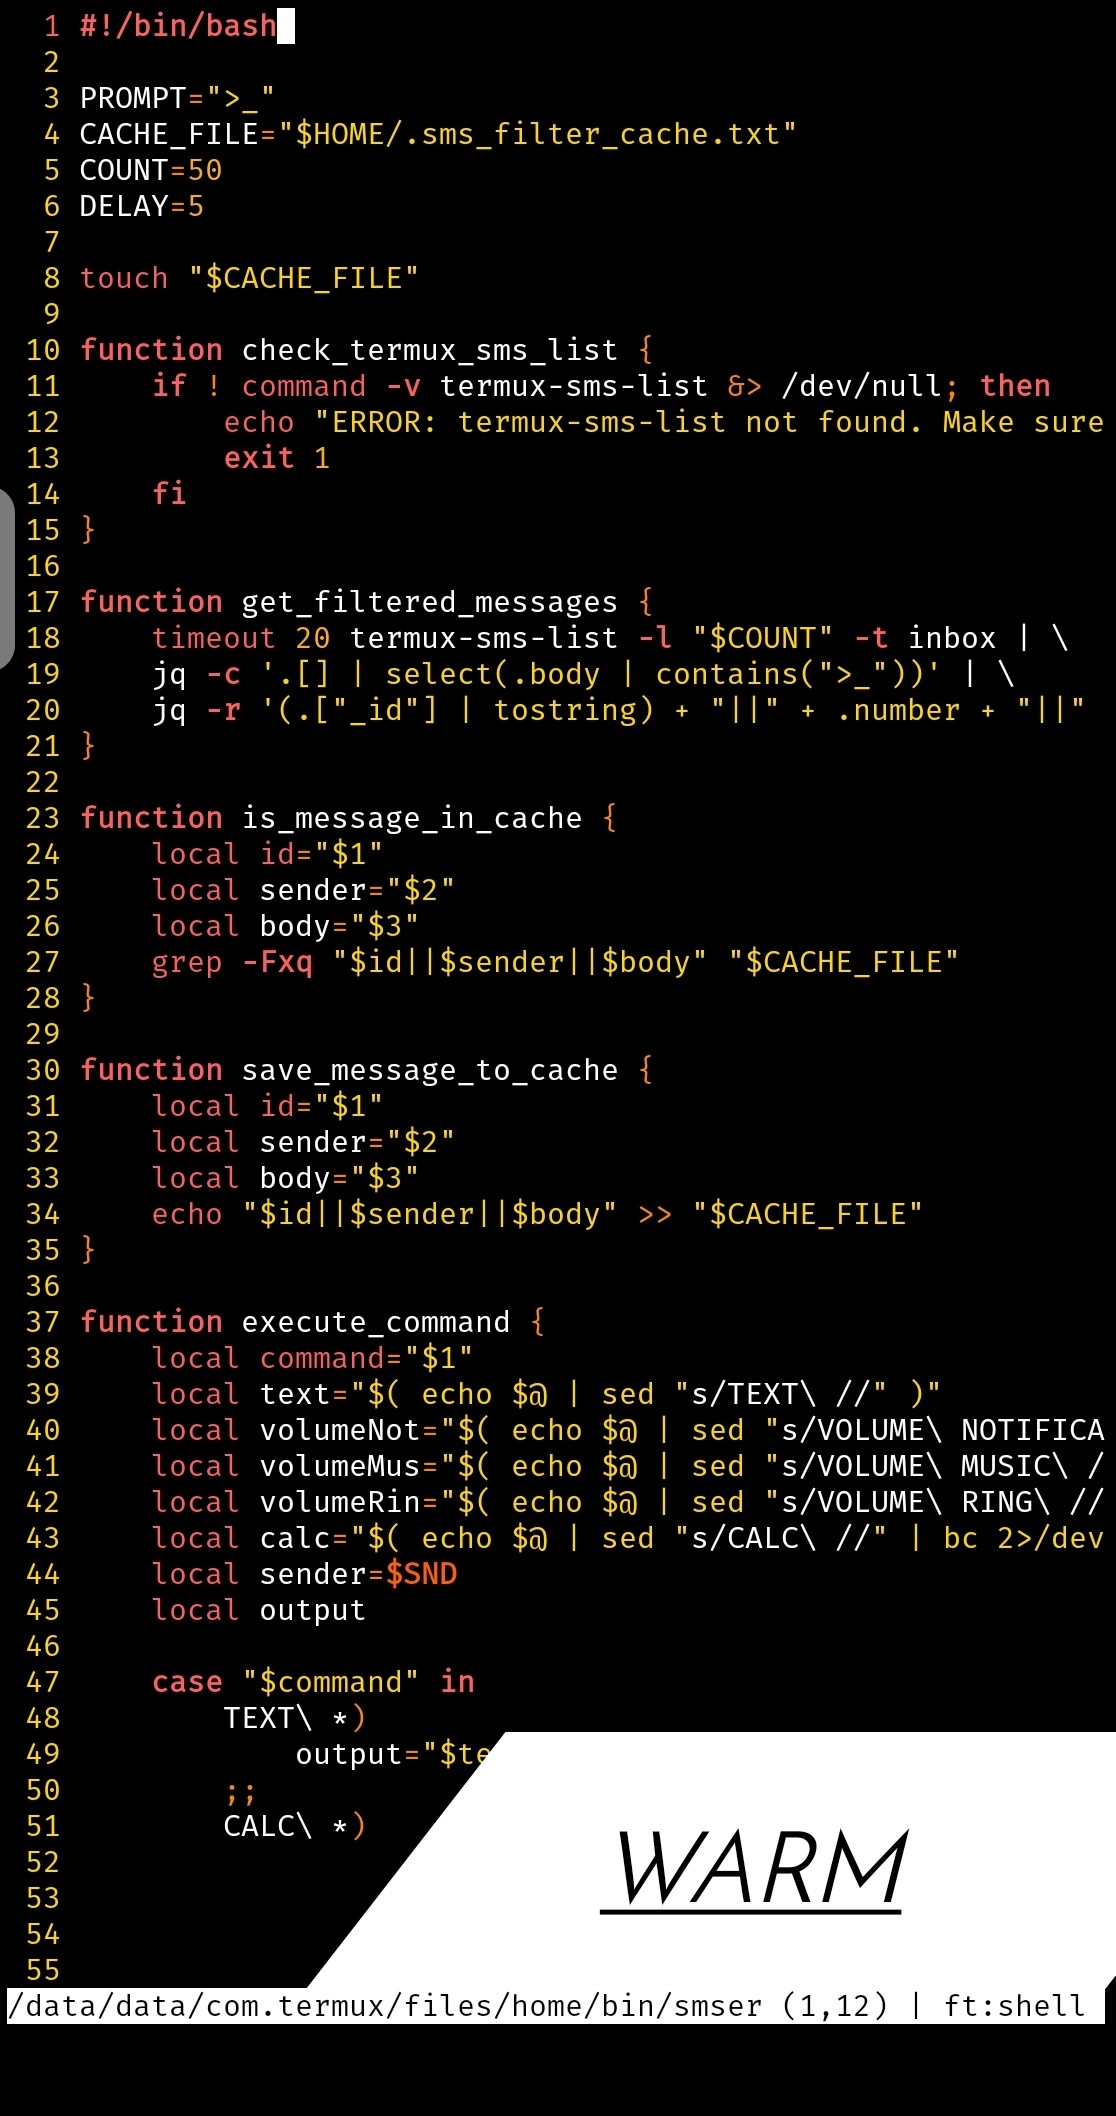 1 #!/bin/bash
2
3 PROMPT=">_"
4 CACHE_FILE="$HOME/.sms_filter_cache.txt"
5 COUNT=50
6 DELAY=5
7
8 touch "$CACHE_FILE"
9
10 function check_termux_sms_list {
11     if ! command -v termux-sms-list &> /dev/null; then
12         echo "ERROR: termux-sms-list not found. Make sure
13         exit 1
14     fi
15 }
16
17 function get_filtered_messages {
18     timeout 20 termux-sms-list -l "$COUNT" -t inbox | \
19     jq -c '.[] | select(.body | contains(">_"))' | \
20     jq -r '(.["_id"] | tostring) + "||" + .number + "||"
21 }
22
23 function is_message_in_cache {
24     local id="$1"
25     local sender="$2"
26     local body="$3"
27     grep -Fxq "$id||$sender||$body" "$CACHE_FILE"
28 }
29
30 function save_message_to_cache {
31     local id="$1"
32     local sender="$2"
33     local body="$3"
34     echo "$id||$sender||$body" >> "$CACHE_FILE"
35 }
36
37 function execute_command {
38     local command="$1"
39     local text="$( echo $@ | sed "s/TEXT\ //" )"
40     local volumeNot="$( echo $@ | sed "s/VOLUME\ NOTIFICA
41     local volumeMus="$( echo $@ | sed "s/VOLUME\ MUSIC\ /
42     local volumeRin="$( echo $@ | sed "s/VOLUME\ RING\ //
43     local calc="$( echo $@ | sed "s/CALC\ //" | bc 2>/dev
44     local sender=$SND
45     local output
46
47     case "$command" in
48         TEXT\ *)
49             output="$te
50         ;;
51         CALC\ *)
52
53
54
55
WARM
/data/data/com.termux/files/home/bin/smser (1,12) | ft:shell